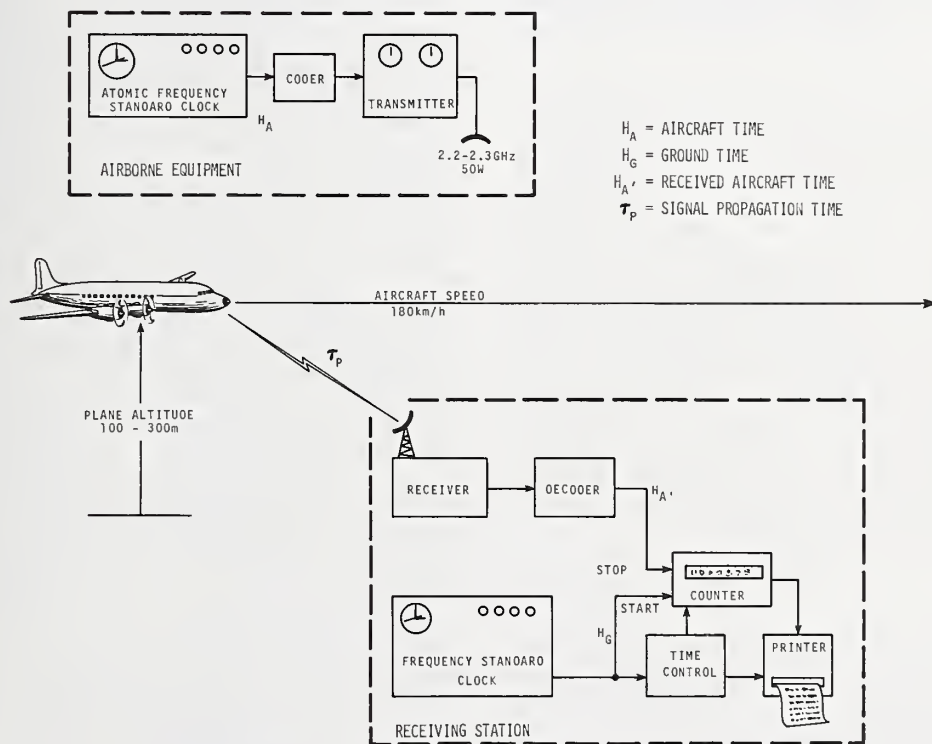 ATOMIC FREQUENCY
STANOARO CLOCK
H_A
COOER
TRANSMITTER
2.2-2.3GHz
50W
AIRBORNE EQUIPMENT
H_A = AIRCRAFT TIME
H_G = GROUND TIME
H_A' = RECEIVED AIRCRAFT TIME
τ_P = SIGNAL PROPAGATION TIME
AIRCRAFT SPEEO
180km/h
τ_P
PLANE ALTITUOE
100 - 300m
RECEIVER
OECOOER
H_A'
STOP
COUNTER
START
H_G
FREQUENCY STANOARO
CLOCK
TIME
CONTROL
PRINTER
RECEIVING STATION